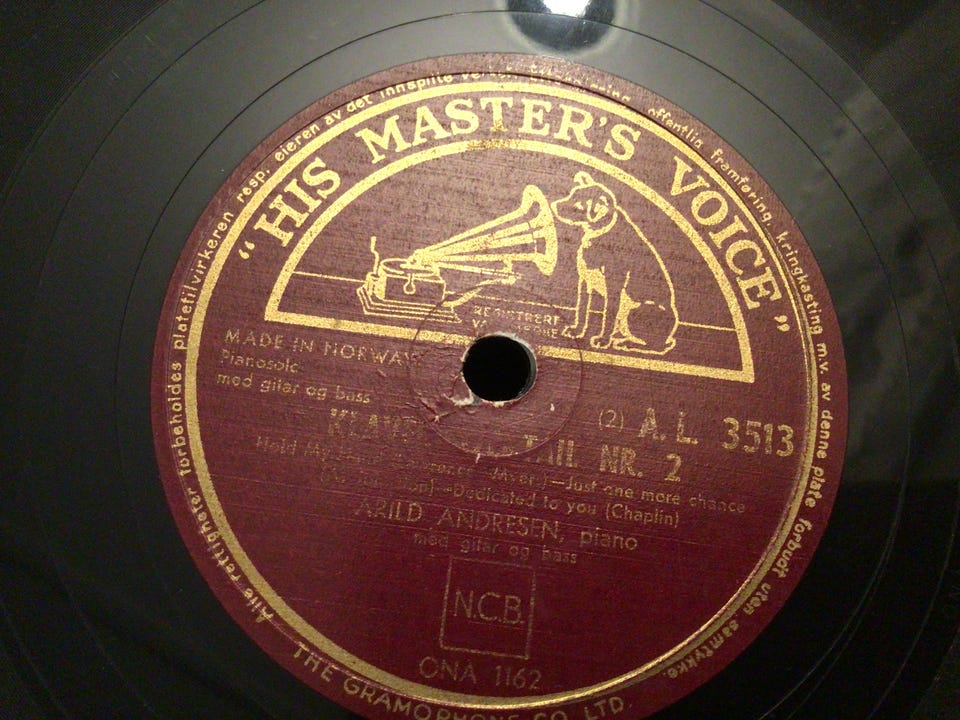 Alle rettigheter forbeholdes platetilvirkeren resp. eieren av det innspilte offentlig framføring, kringkasting m.v. av denne plate forbudt uten samtykke.
"HIS MASTER'S VOICE"
REGISTRERT
MADE IN NORWAY
Pianosolo
med gitar og bass
(2) A.L. 3513
NR. 2
Hold My —Just one more chance
—Dedicated to you (Chaplin)
ARILD ANDRESEN, piano
med gitar og bass
N.C.B.
ONA 1162
THE GRAMOPHONE CO. LTD.